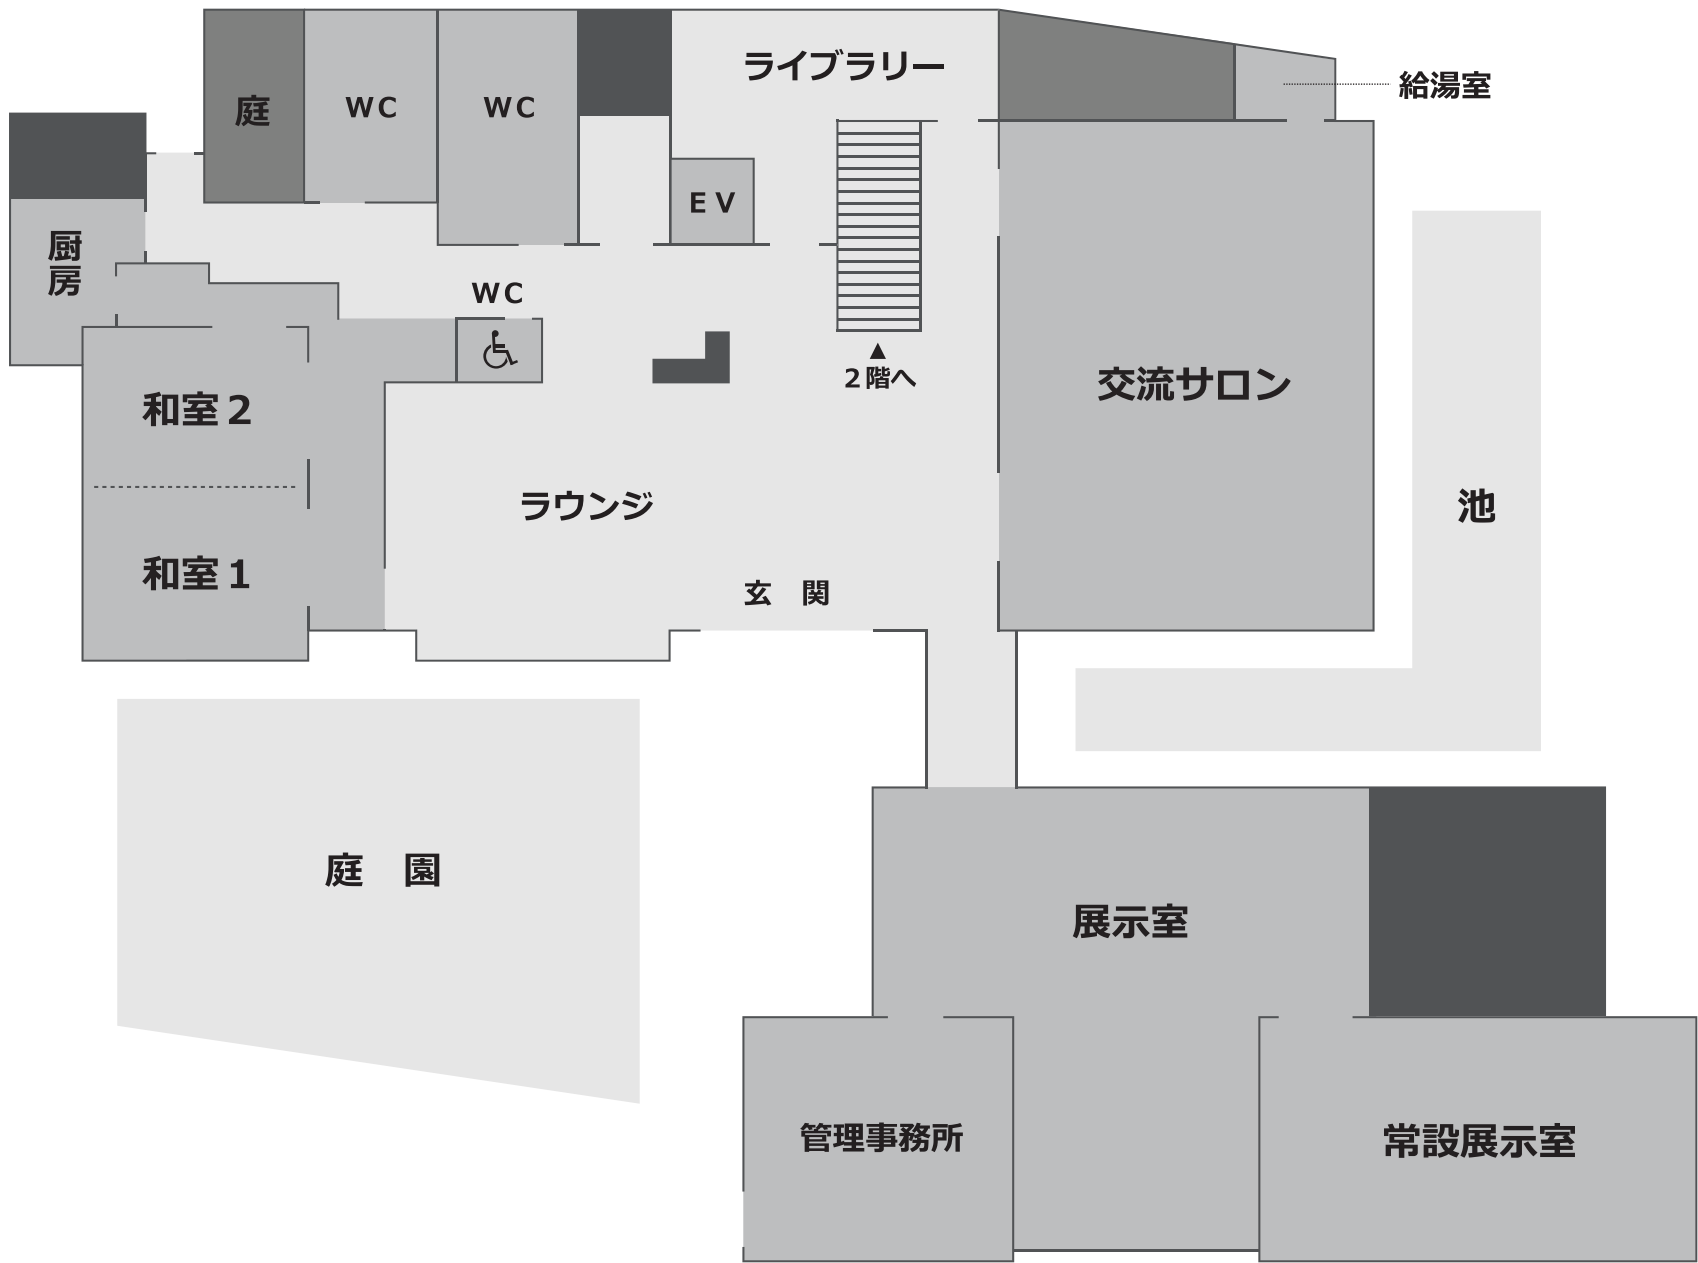 ライブラリー
給湯室
庭
WC
WC
EV
厨房
WC
▲
2階へ
交流サロン
和室2
池
ラウンジ
和室1
玄 関
庭 園
展示室
管理事務所
常設展示室